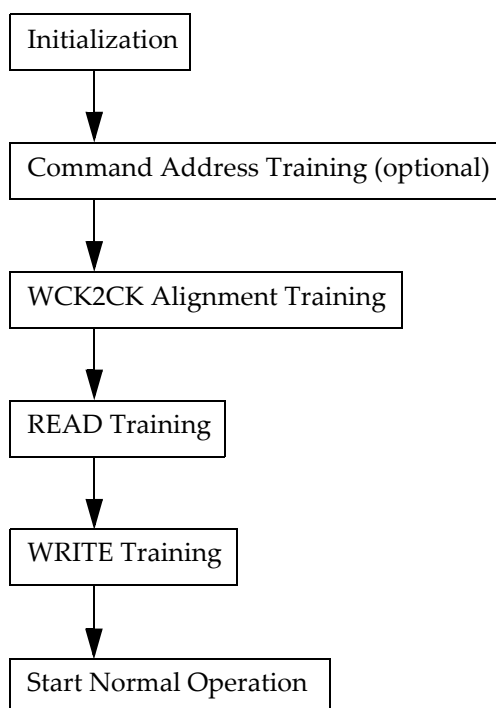 Initialization
Command Address Training (optional)
WCK2CK Alignment Training
READ Training
WRITE Training
Start Normal Operation